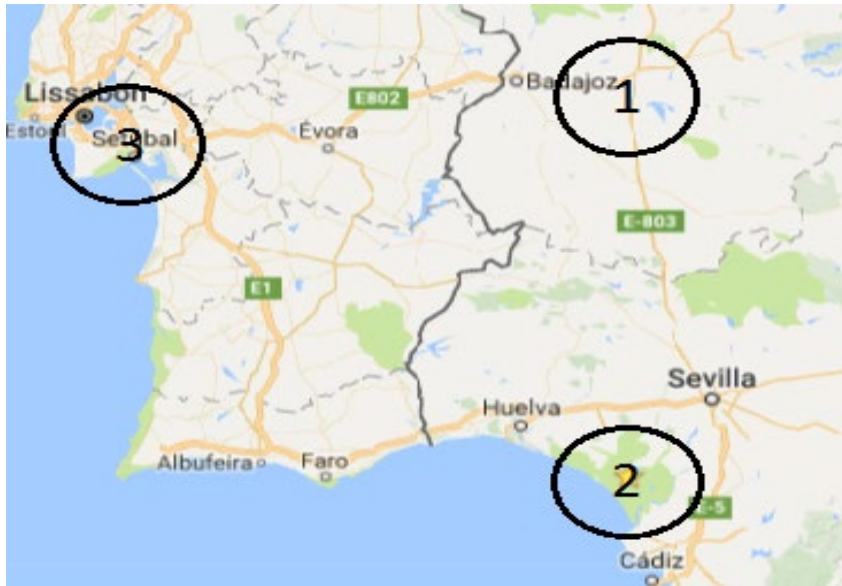 Lissabon
Estoril
Setúbal
3
E802
Badajoz
1
Évora
E-803
E1
Sevilla
Huelva
2
Albufeira
Faro
E-5
Cádiz